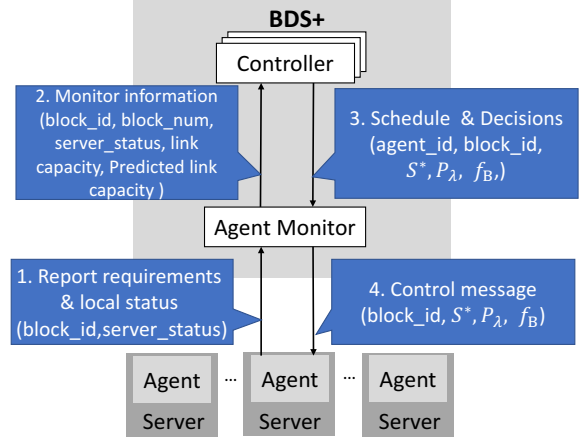 BDS+
Controller
2. Monitor information
(block_id, block_num,
server_status, link
capacity, Predicted link
capacity )
3. Schedule & Decisions
(agent_id, block_id,
S*, Pλ, fB,)
Agent Monitor
1. Report requirements
& local status
(block_id,server_status)
4. Control message
(block_id, S*, Pλ, fB)
Agent ... Agent ... Agent
Server Server Server